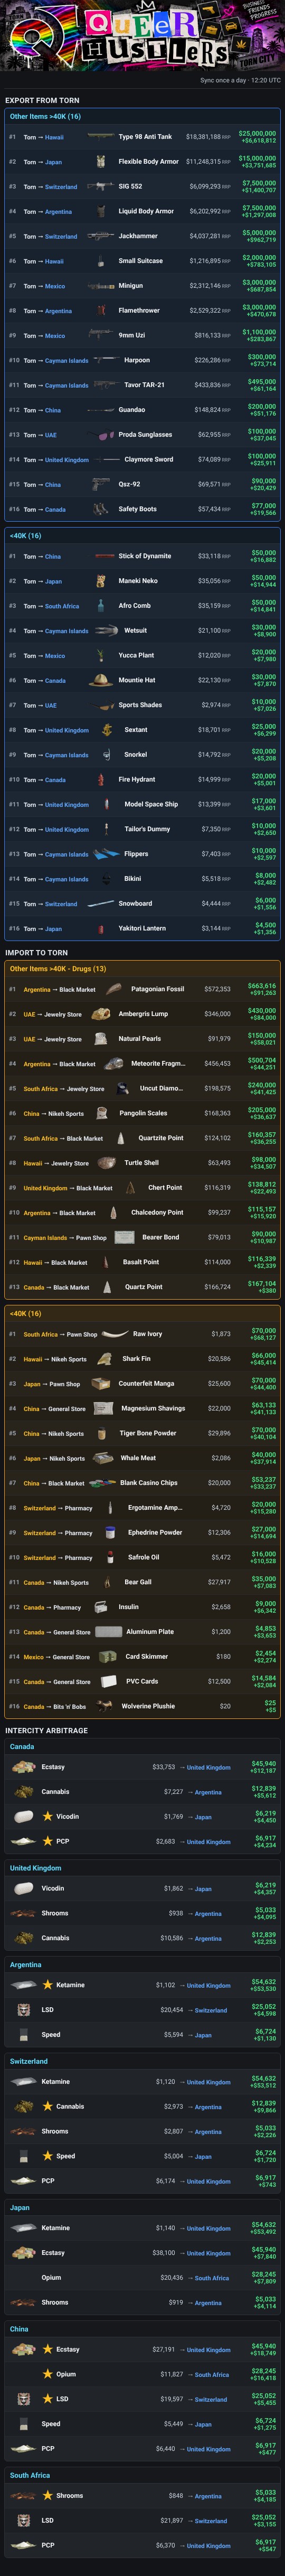 QUEER
HUSTLERS
BUSINESS
FRIENDS
PROGRESS
TORN CITY
Sync once a day · 12:20 UTC
EXPORT FROM TORN
Other Items >40K (16)
#1 Torn → Hawaii Type 98 Anti Tank $18,381,188 RRP $25,000,000
+$6,618,812
#2 Torn → Japan Flexible Body Armor $11,248,315 RRP $15,000,000
+$3,751,685
#3 Torn → Switzerland SIG 552 $6,099,293 RRP $7,500,000
+$1,400,707
#4 Torn → Argentina Liquid Body Armor $6,202,992 RRP $7,500,000
+$1,297,008
#5 Torn → Switzerland Jackhammer $4,037,281 RRP $5,000,000
+$962,719
#6 Torn → Hawaii Small Suitcase $1,216,895 RRP $2,000,000
+$783,105
#7 Torn → Mexico Minigun $2,312,146 RRP $3,000,000
+$687,854
#8 Torn → Argentina Flamethrower $2,529,322 RRP $3,000,000
+$470,678
#9 Torn → Mexico 9mm Uzi $816,133 RRP $1,100,000
+$283,867
#10 Torn → Cayman Islands Harpoon $226,286 RRP $300,000
+$73,714
#11 Torn → Cayman Islands Tavor TAR-21 $433,836 RRP $495,000
+$61,164
#12 Torn → China Guandao $148,824 RRP $200,000
+$51,176
#13 Torn → UAE Proda Sunglasses $62,955 RRP $100,000
+$37,045
#14 Torn → United Kingdom Claymore Sword $74,089 RRP $100,000
+$25,911
#15 Torn → China Qsz-92 $69,571 RRP $90,000
+$20,429
#16 Torn → Canada Safety Boots $57,434 RRP $77,000
+$19,566
<40K (16)
#1 Torn → China Stick of Dynamite $33,118 RRP $50,000
+$16,882
#2 Torn → Japan Maneki Neko $35,056 RRP $50,000
+$14,944
#3 Torn → South Africa Afro Comb $35,159 RRP $50,000
+$14,841
#4 Torn → Cayman Islands Wetsuit $21,100 RRP $30,000
+$8,900
#5 Torn → Mexico Yucca Plant $12,020 RRP $20,000
+$7,980
#6 Torn → Canada Mountie Hat $22,130 RRP $30,000
+$7,870
#7 Torn → UAE Sports Shades $2,974 RRP $10,000
+$7,026
#8 Torn → United Kingdom Sextant $18,701 RRP $25,000
+$6,299
#9 Torn → Cayman Islands Snorkel $14,792 RRP $20,000
+$5,208
#10 Torn → Canada Fire Hydrant $14,999 RRP $20,000
+$5,001
#11 Torn → United Kingdom Model Space Ship $13,399 RRP $17,000
+$3,601
#12 Torn → United Kingdom Tailor's Dummy $7,350 RRP $10,000
+$2,650
#13 Torn → Cayman Islands Flippers $7,403 RRP $10,000
+$2,597
#14 Torn → Cayman Islands Bikini $5,518 RRP $8,000
+$2,482
#15 Torn → Switzerland Snowboard $4,444 RRP $6,000
+$1,556
#16 Torn → Japan Yakitori Lantern $3,144 RRP $4,500
+$1,356
IMPORT TO TORN
Other Items >40K - Drugs (13)
#1 Argentina → Black Market Patagonian Fossil $572,353 $663,616
+$91,263
#2 UAE → Jewelry Store Ambergris Lump $346,000 $430,000
+$84,000
#3 UAE → Jewelry Store Natural Pearls $91,979 $150,000
+$58,021
#4 Argentina → Black Market Meteorite Fragm... $456,453 $500,704
+$44,251
#5 South Africa → Jewelry Store Uncut Diamo... $198,575 $240,000
+$41,425
#6 China → Nikeh Sports Pangolin Scales $168,363 $205,000
+$36,637
#7 South Africa → Black Market Quartzite Point $124,102 $160,357
+$36,255
#8 Hawaii → Jewelry Store Turtle Shell $63,493 $98,000
+$34,507
#9 United Kingdom → Black Market Chert Point $116,319 $138,812
+$22,493
#10 Argentina → Black Market Chalcedony Point $99,237 $115,157
+$15,920
#11 Cayman Islands → Pawn Shop Bearer Bond $79,013 $90,000
+$10,987
#12 Hawaii → Black Market Basalt Point $114,000 $116,339
+$2,339
#13 Canada → Black Market Quartz Point $166,724 $167,104
+$380
<40K (16)
#1 South Africa → Pawn Shop Raw Ivory $1,873 $70,000
+$68,127
#2 Hawaii → Nikeh Sports Shark Fin $20,586 $66,000
+$45,414
#3 Japan → Pawn Shop Counterfeit Manga $25,600 $70,000
+$44,400
#4 China → General Store Magnesium Shavings $22,000 $63,133
+$41,133
#5 China → Nikeh Sports Tiger Bone Powder $29,896 $70,000
+$40,104
#6 Japan → Nikeh Sports Whale Meat $2,086 $40,000
+$37,914
#7 China → Black Market Blank Casino Chips $20,000 $53,237
+$33,237
#8 Switzerland → Pharmacy Ergotamine Amp... $4,720 $20,000
+$15,280
#9 Switzerland → Pharmacy Ephedrine Powder $12,306 $27,000
+$14,694
#10 Switzerland → Pharmacy Safrole Oil $5,472 $16,000
+$10,528
#11 Canada → Nikeh Sports Bear Gall $27,917 $35,000
+$7,083
#12 Canada → Pharmacy Insulin $2,658 $9,000
+$6,342
#13 Canada → General Store Aluminum Plate $1,200 $4,853
+$3,653
#14 Mexico → General Store Card Skimmer $180 $2,454
+$2,274
#15 Canada → General Store PVC Cards $12,500 $14,584
+$2,084
#16 Canada → Bits 'n' Bobs Wolverine Plushie $20 $25
+$5
INTERCITY ARBITRAGE
Canada
Ecstasy $33,753 → United Kingdom $45,940
+$12,187
Cannabis $7,227 → Argentina $12,839
+$5,612
Vicodin $1,769 → Japan $6,219
+$4,450
PCP $2,683 → United Kingdom $6,917
+$4,234
United Kingdom
Vicodin $1,862 → Japan $6,219
+$4,357
Shrooms $938 → Argentina $5,033
+$4,095
Cannabis $10,586 → Argentina $12,839
+$2,253
Argentina
Ketamine $1,102 → United Kingdom $54,632
+$53,530
LSD $20,454 → Switzerland $25,052
+$4,598
Speed $5,594 → Japan $6,724
+$1,130
Switzerland
Ketamine $1,120 → United Kingdom $54,632
+$53,512
Cannabis $2,973 → Argentina $12,839
+$9,866
Shrooms $2,807 → Argentina $5,033
+$2,226
Speed $5,004 → Japan $6,724
+$1,720
PCP $6,174 → United Kingdom $6,917
+$743
Japan
Ketamine $1,140 → United Kingdom $54,632
+$53,492
Ecstasy $38,100 → United Kingdom $45,940
+$7,840
Opium $20,436 → South Africa $28,245
+$7,809
Shrooms $919 → Argentina $5,033
+$4,114
China
Ecstasy $27,191 → United Kingdom $45,940
+$18,749
Opium $11,827 → South Africa $28,245
+$16,418
LSD $19,597 → Switzerland $25,052
+$5,455
Speed $5,449 → Japan $6,724
+$1,275
PCP $6,440 → United Kingdom $6,917
+$477
South Africa
Shrooms $848 → Argentina $5,033
+$4,185
LSD $21,897 → Switzerland $25,052
+$3,155
PCP $6,370 → United Kingdom $6,917
+$547